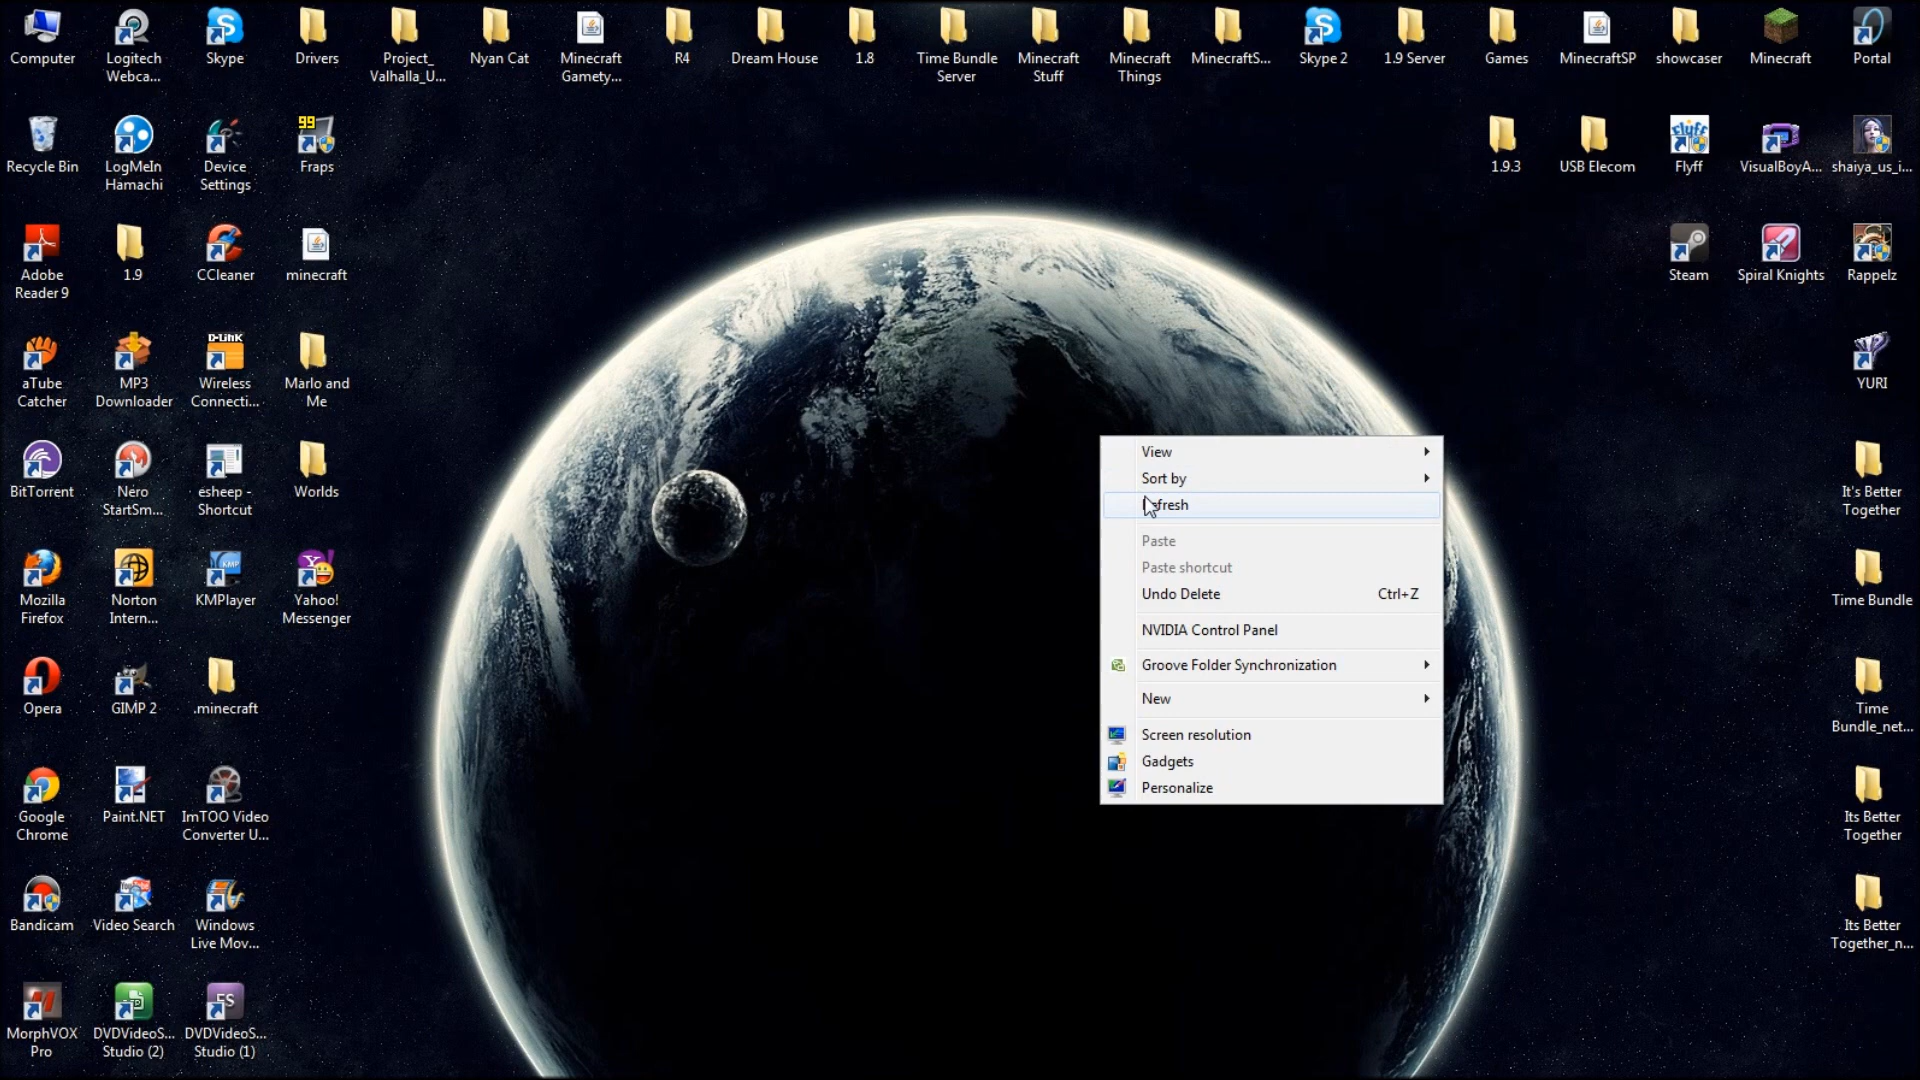 Computer
Logitech
Webca...
Skype
Drivers
Project_
Valhalla_U...
Nyan Cat
Minecraft
Gamety...
R4
Dream House
1.8
Time Bundle
Server
Minecraft
Stuff
Minecraft
Things
MinecraftS...
Skype 2
1.9 Server
Games
MinecraftSP
showcaser
Minecraft
Portal
Recycle Bin
LogMeIn
Hamachi
Device
Settings
99
Fraps
1.9.3
USB Elecom
flyff
Flyff
VisualBoyA...
shaiya_us_i...
Adobe
Reader 9
1.9
CCleaner
minecraft
Steam
Spiral Knights
Rappelz
aTube
Catcher
MP3
Downloader
D-Link
Wireless
Connecti...
Marlo and
Me
YURI
BitTorrent
Nero
StartSm...
esheep -
Shortcut
Worlds
It's Better
Together
Mozilla
Firefox
Norton
Intern...
KMP
KMPlayer
Yahoo!
Messenger
Time Bundle
Opera
GIMP 2
.minecraft
Time
Bundle_net...
Google
Chrome
Paint.NET
ImTOO Video
Converter U...
Its Better
Together
Bandicam
Video Search
Windows
Live Mov...
Its Better
Together_n...
MorphVOX
Pro
DVDVideoS...
Studio (2)
FS
DVDVideoS...
Studio (1)
View
Sort by
Refresh
Paste
Paste shortcut
Undo Delete Ctrl+Z
NVIDIA Control Panel
Groove Folder Synchronization
New
Screen resolution
Gadgets
Personalize